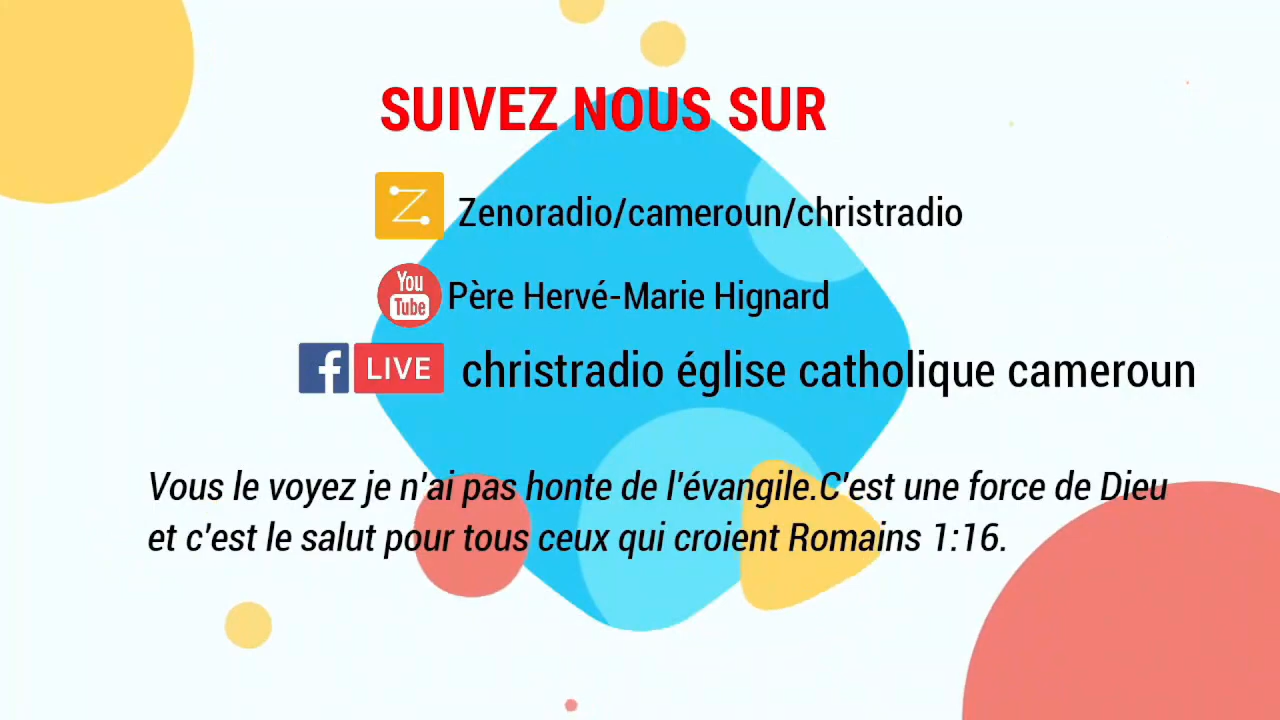 SUIVEZ NOUS SUR
Zenoradio/cameroun/christradio
You
Tube
Père Hervé-Marie Hignard
f LIVE christradio église catholique cameroun
Vous le voyez je n'ai pas honte de l'évangile.C'est une force de Dieu
et c'est le salut pour tous ceux qui croient Romains 1:16.